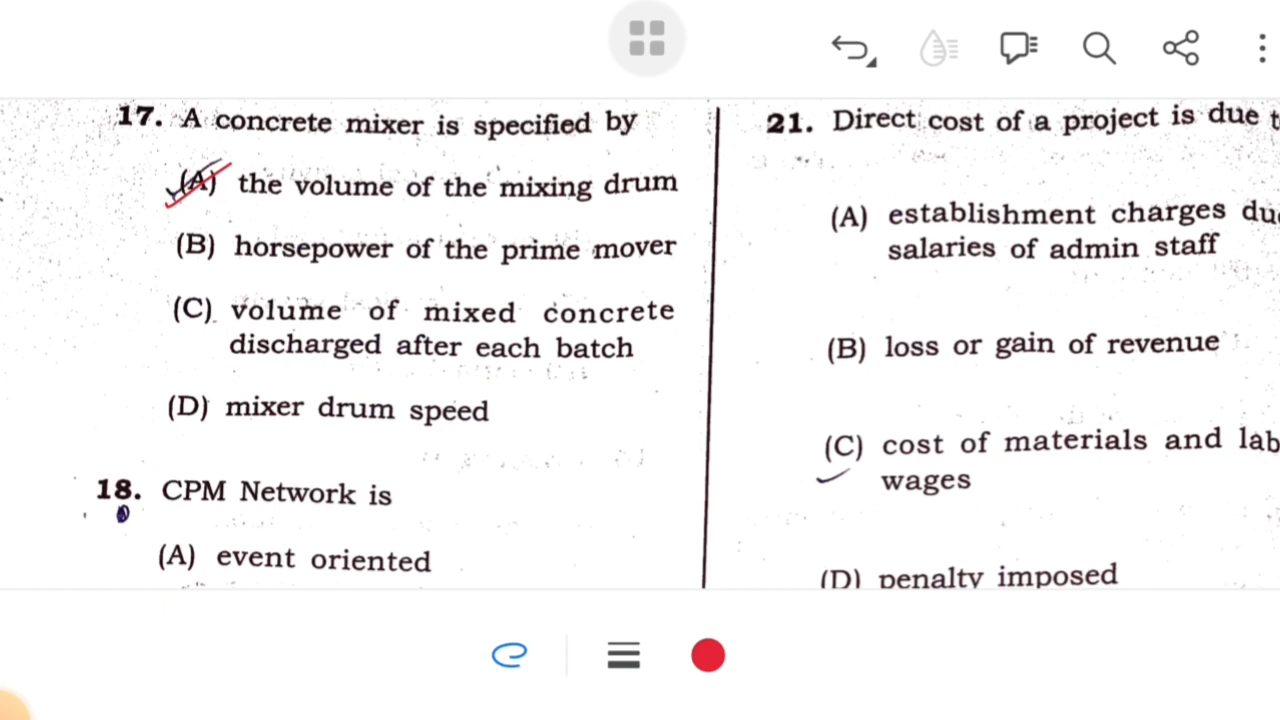 17. A concrete mixer is specified by
(A) the volume of the mixing drum
(B) horsepower of the prime mover
(C) volume of mixed concrete
discharged after each batch
(D) mixer drum speed
18. CPM Network is
(A) event oriented
21. Direct cost of a project is due t
(A) establishment charges du
salaries of admin staff
(B) loss or gain of revenue
(C) cost of materials and lab
wages
(D) penalty imposed